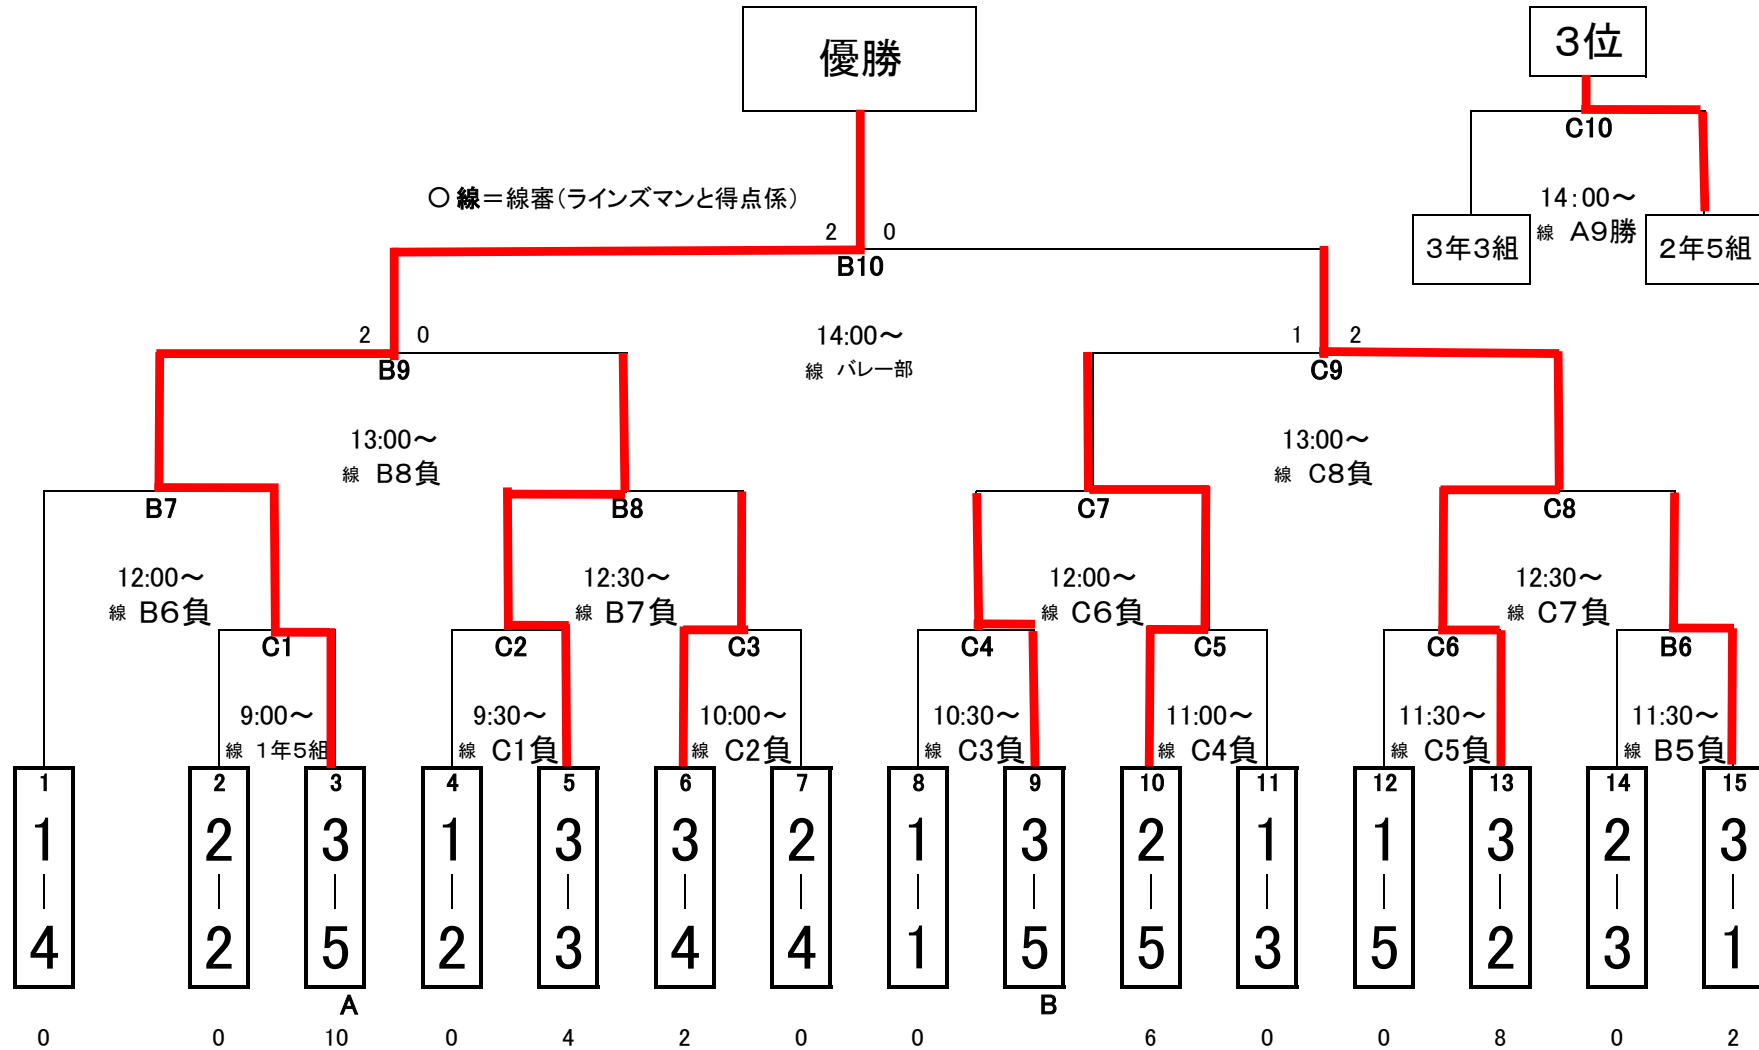 優勝
3位
C10
14:00～
線 A9勝
3年3組
2年5組
○ 線＝線審(ラインズマンと得点係)
2 0
B10
14:00～
線 バレー部
2 0
B9
1 2
C9
13:00～
線 B8負
13:00～
線 C8負
B7
B8
C7
C8
12:00～
線 B6負
12:30～
線 B7負
12:00～
線 C6負
12:30～
線 C7負
C1
C2
C3
C4
C5
C6
B6
9:00～
線 1年5組
9:30～
線 C1負
10:00～
線 C2負
10:30～
線 C3負
11:00～
線 C4負
11:30～
線 C5負
11:30～
線 B5負
1 2 3 4 5 6 7 8 9 10 11 12 13 14 15
1 2 3 1 3 3 2 1 3 2 1 1 3 2 3
| | | | | | | | | | | | | | |
4 2 5 2 3 4 4 1 5 5 3 5 2 3 1
A B
0 0 10 0 4 2 0 0 6 0 0 8 0 2